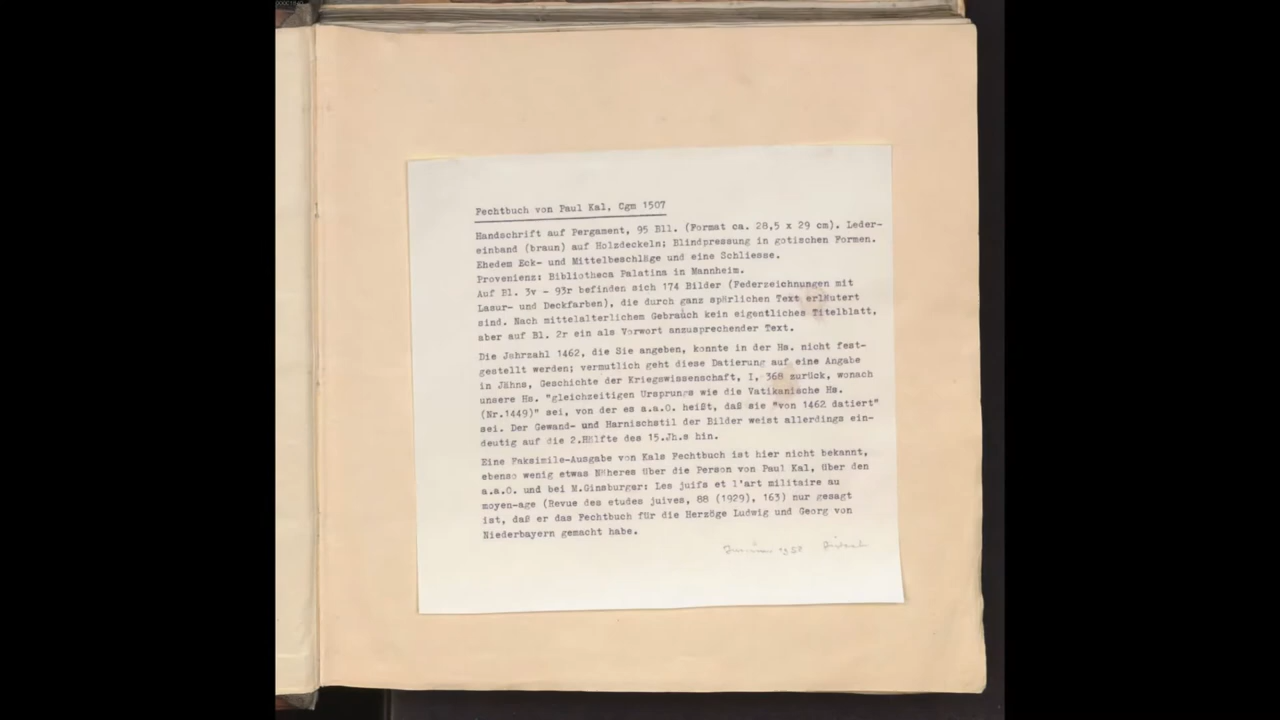 Fechtbuch von Paul Kal, Cgm 1507
Handschrift auf Pergament, 95 Bll. (Format ca. 28,5 x 29 cm). Leder-
einband (braun) auf Holzdeckeln; Blindpressung in gotischen Formen.
Ehedem Eck- und Mittelbeschläge und eine Schliesse.
Provenienz: Bibliotheca Palatina in Mannheim.
Auf Bl. 3v - 93r befinden sich 174 Bilder (Federzeichnungen mit
Lasur- und Deckfarben), die durch ganz spärlichen Text erläutert
sind. Nach mittelalterlichem Gebrauch kein eigentliches Titelblatt,
aber auf Bl. 2r ein als Vorwort anzusprechender Text.
Die Jahrzahl 1462, die Sie angeben, konnte in der Hs. nicht fest-
gestellt werden; vermutlich geht diese Datierung auf eine Angabe
in Jähns, Geschichte der Kriegswissenschaft, I, 368 zurück, wonach
unsere Hs. "gleichzeitigen Ursprungs wie die Vatikanische Hs.
(Nr.1449)" sei, von der es a.a.O. heißt, daß sie "von 1462 datiert"
sei. Der Gewand- und Harnischstil der Bilder weist allerdings ein-
deutig auf die 2.Hälfte des 15.Jh.s hin.
Eine Faksimile-Ausgabe von Kals Fechtbuch ist hier nicht bekannt,
ebenso wenig etwas Näheres über die Person von Paul Kal, über den
a.a.O. und bei M.Ginsburger: Les juifs et l'art militaire au
moyen-age (Revue des etudes juives, 88 (1929), 163) nur gesagt
ist, daß er das Fechtbuch für die Herzöge Ludwig und Georg von
Niederbayern gemacht habe.